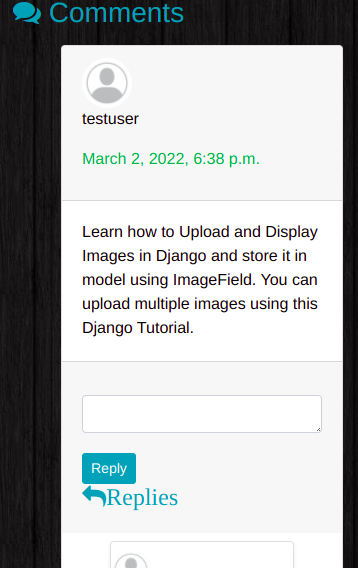 Comments
testuser
March 2, 2022, 6:38 p.m.
Learn how to Upload and Display
Images in Django and store it in
model using ImageField. You can
upload multiple images using this
Django Tutorial.
Reply
Replies